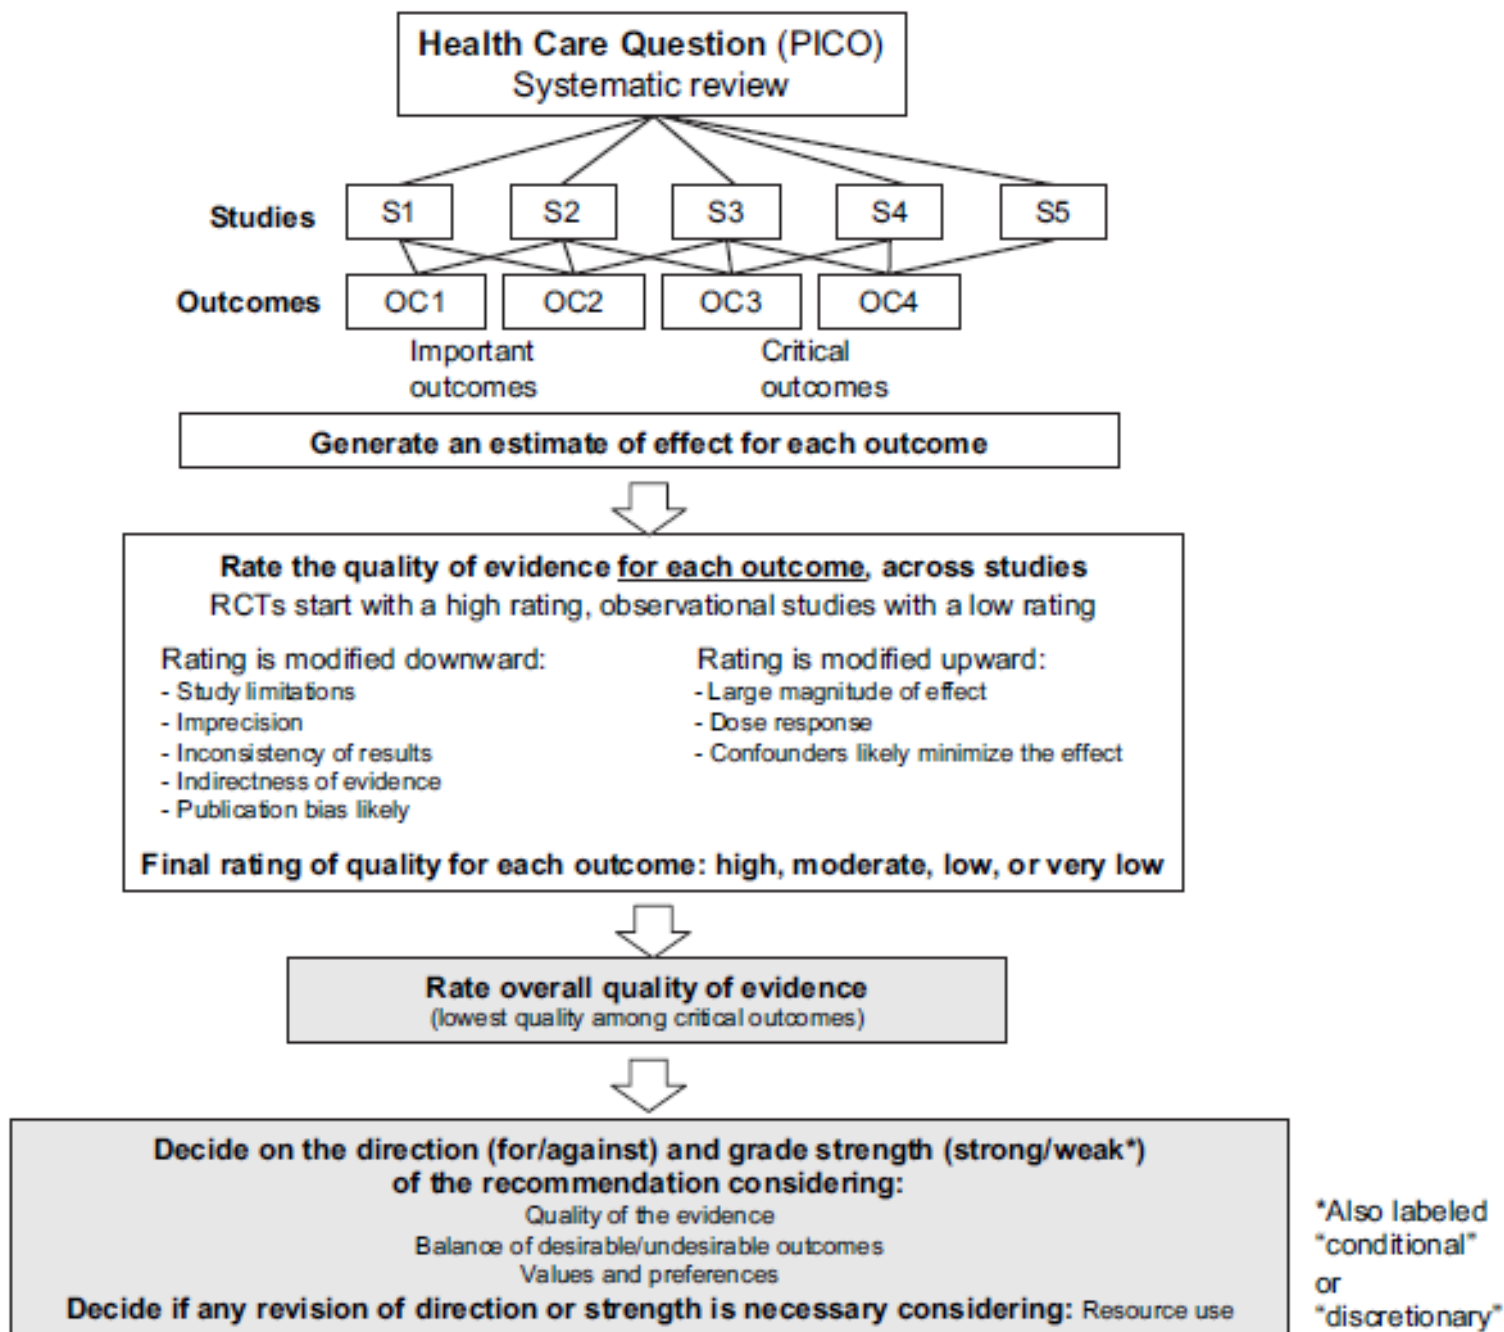 Health Care Question (PICO)
Systematic review
Studies
S1
S2
S3
S4
S5
Outcomes
OC1
OC2
OC3
OC4
Important
outcomes
Critical
outcomes
Generate an estimate of effect for each outcome
Rate the quality of evidence for each outcome, across studies
RCTs start with a high rating, observational studies with a low rating
Rating is modified downward:
- Study limitations
- Imprecision
- Inconsistency of results
- Indirectness of evidence
- Publication bias likely
Rating is modified upward:
- Large magnitude of effect
- Dose response
- Confounders likely minimize the effect
Final rating of quality for each outcome: high, moderate, low, or very low
Rate overall quality of evidence
(lowest quality among critical outcomes)
Decide on the direction (for/against) and grade strength (strong/weak*)
of the recommendation considering:
Quality of the evidence
Balance of desirable/undesirable outcomes
Values and preferences
Decide if any revision of direction or strength is necessary considering: Resource use
*Also labeled
“conditional”
or
“discretionary”